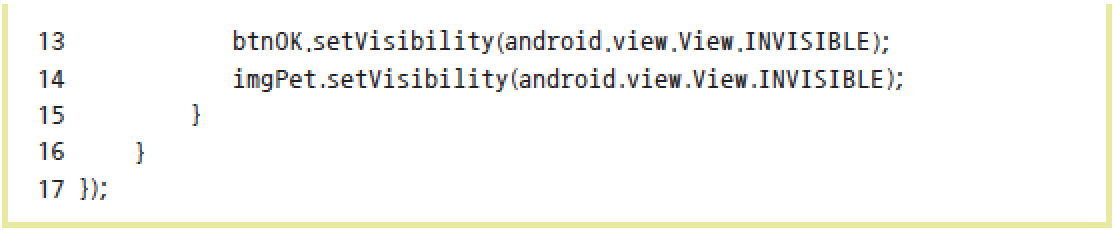 13 btnOK.setVisibility(android.view.View.INVISIBLE);
14 imgPet.setVisibility(android.view.View.INVISIBLE);
15 }
16 }
17 });